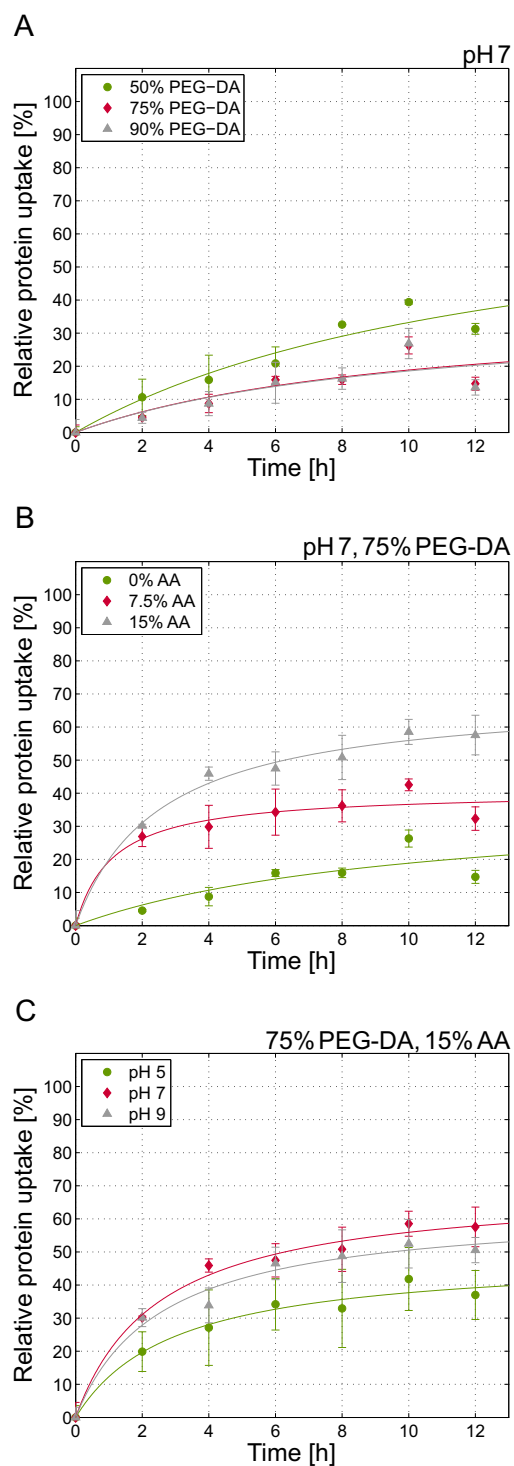 A
pH 7
50% PEG−DA
75% PEG−DA
90% PEG−DA
Relative protein uptake [%]
100
90
80
70
60
50
40
30
20
10
0
0 2 4 6 8 10 12
Time [h]
B
pH 7, 75% PEG-DA
0% AA
7.5% AA
15% AA
Relative protein uptake [%]
100
90
80
70
60
50
40
30
20
10
0
0 2 4 6 8 10 12
Time [h]
C
75% PEG-DA, 15% AA
pH 5
pH 7
pH 9
Relative protein uptake [%]
100
90
80
70
60
50
40
30
20
10
0
0 2 4 6 8 10 12
Time [h]